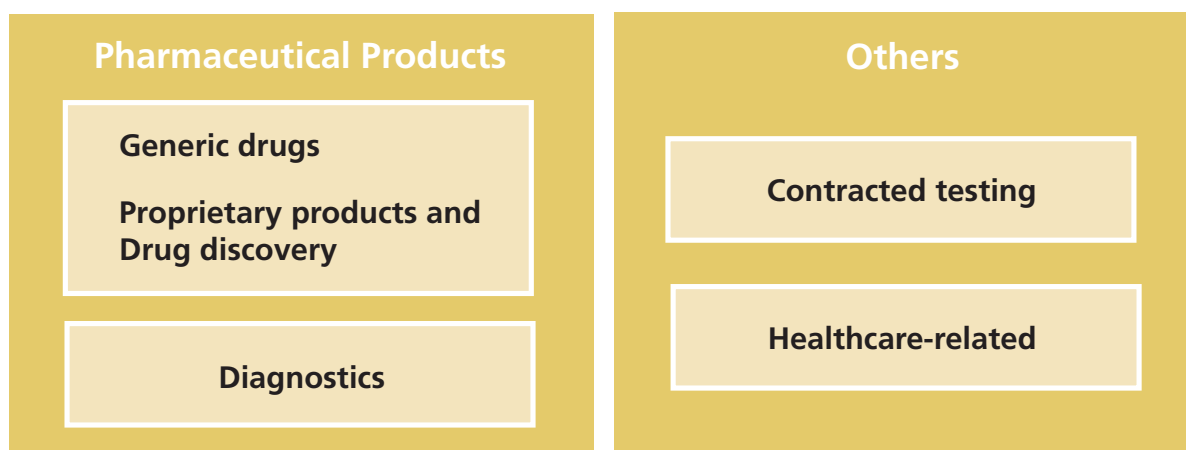 Pharmaceutical Products
Generic drugs
Proprietary products and
Drug discovery
Diagnostics
Others
Contracted testing
Healthcare-related